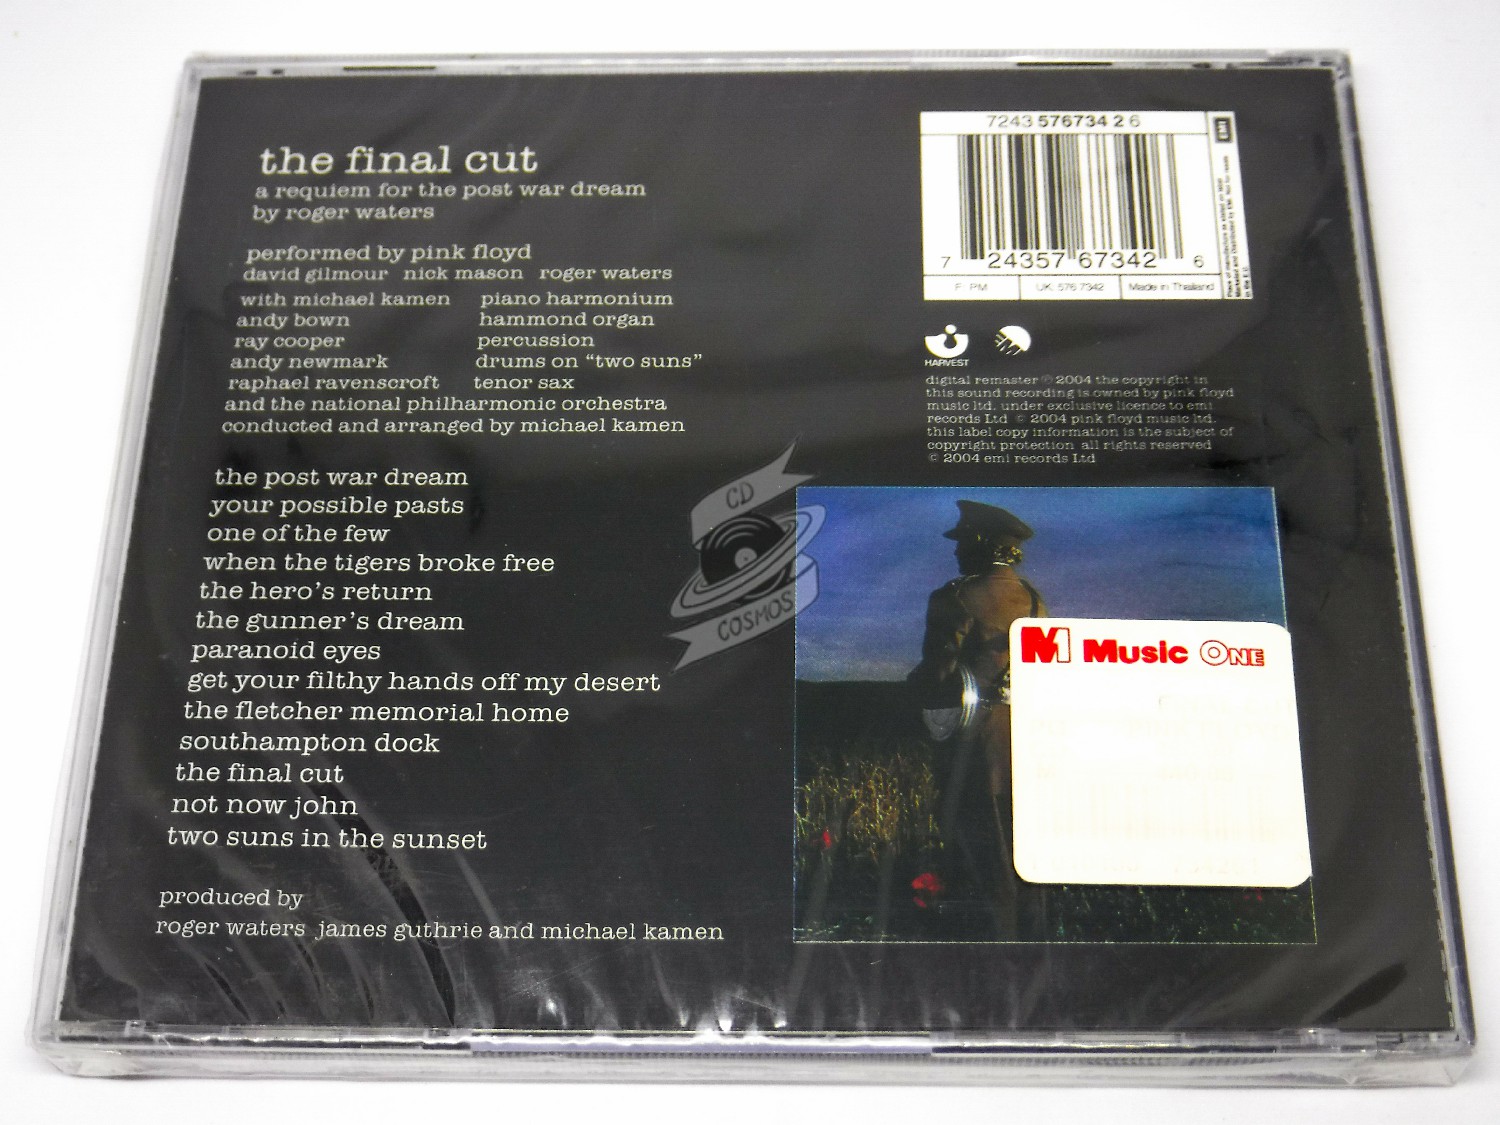 the final cut
a requiem for the post war dream
by roger waters
performed by pink floyd
david gilmour nick mason roger waters
with michael kamen piano harmonium
andy bown hammond organ
ray cooper percussion
andy newmark drums on “two suns”
raphael ravenscroft tenor sax
and the national philharmonic orchestra
conducted and arranged by michael kamen
the post war dream
your possible pasts
one of the few
when the tigers broke free
the hero's return
the gunner's dream
paranoid eyes
get your filthy hands off my desert
the fletcher memorial home
southampton dock
the final cut
not now john
two suns in the sunset
produced by
roger waters james guthrie and michael kamen
7243 576734 2 6
EMI
7 24357 67342 6
F: PM UK: 576 7342 Made in Thailand
HARVEST
digital remaster ℗ 2004 the copyright in
this sound recording is owned by pink floyd
music ltd. under exclusive licence to emi
records Ltd © 2004 pink floyd music ltd.
this label copy information is the subject of
copyright protection all rights reserved
© 2004 emi records Ltd
CD
COSMOS
M1 Music One